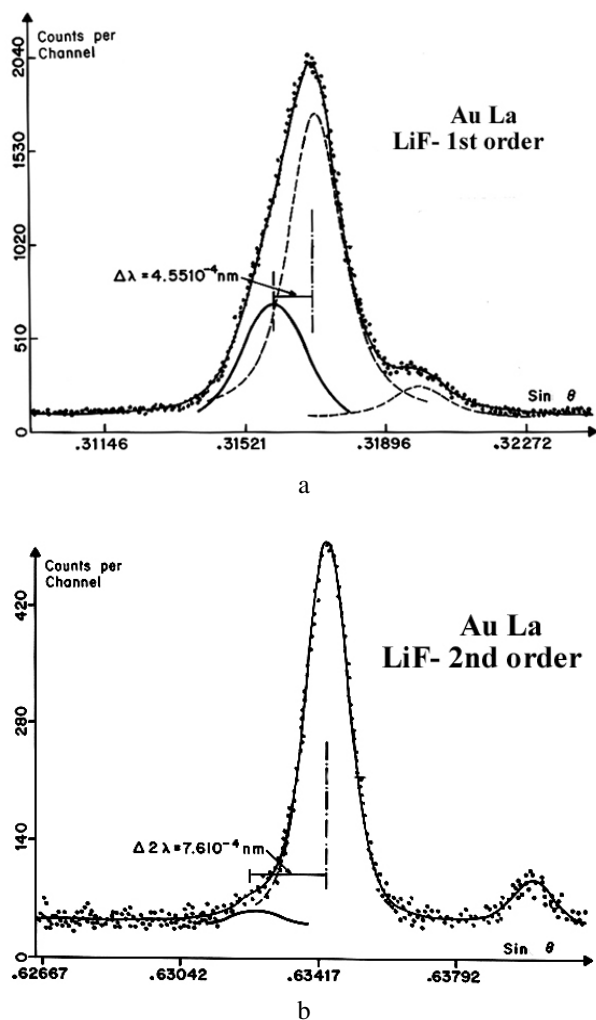 Counts per
Channel
2040
1530
1020
510
0
Au La
LiF- 1st order
Δλ = 4.5510⁻⁴nm
Sin θ
.31146
.31521
.31896
.32272
a
Counts per
Channel
420
280
140
0
Au La
LiF- 2nd order
Δ2λ=7.610⁻⁴nm
Sin θ
.62667
.63042
.63417
.63792
b